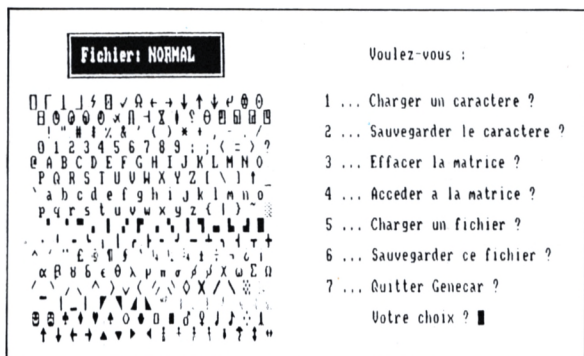 Fichier: NORMAL
! " # $ % & ' ( ) * + , - . /
0 1 2 3 4 5 6 7 8 9 : ; < = > ?
@ A B C D E F G H I J K L M N O
P Q R S T U V W X Y Z [ \ ] ↑ _
` a b c d e f g h i j k l m n o
p q r s t u v w x y z { | } ~
α β γ δ ε θ λ μ π σ
Voulez-vous :
1 ... Charger un caractere ?
2 ... Sauvegarder le caractere ?
3 ... Effacer la matrice ?
4 ... Acceder a la matrice ?
5 ... Charger un fichier ?
6 ... Sauvegarder ce fichier ?
7 ... Quitter Genecar ?
Votre choix ?